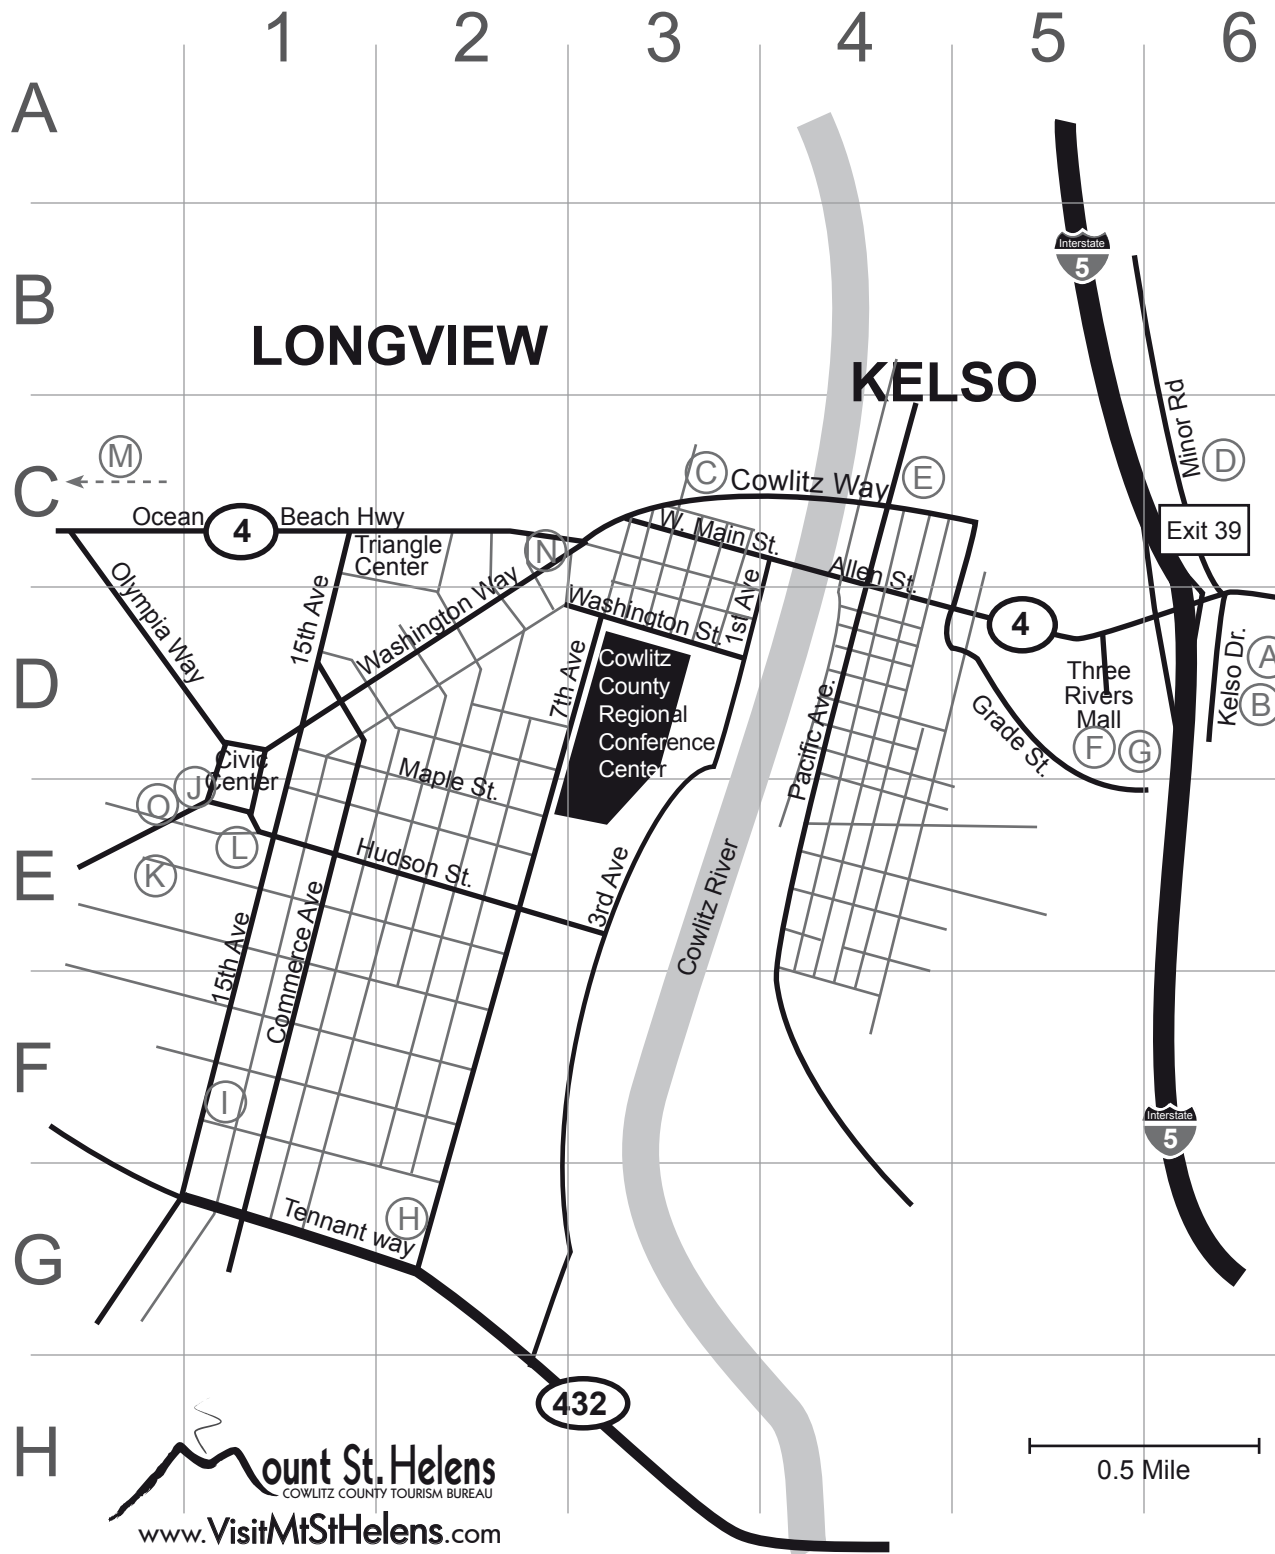 1 2 3 4 5 6
A
B
C
D
E
F
G
H
LONGVIEW
KELSO
Interstate
5
Minor Rd
M
C
Cowlitz Way
E
D
Ocean
4
Beach Hwy
Exit 39
Triangle
Center
N
W. Main St.
Allen St.
Olympia Way
15th Ave
Washington Way
Washington St.
1st Ave
4
7th Ave
Cowlitz
County
Regional
Conference
Center
Pacific Ave.
Grade St.
Three
Rivers
Mall
F
G
Kelso Dr.
A
B
Civic
Center
J
O
L
K
Maple St.
Hudson St.
3rd Ave
Cowlitz River
15th Ave
Commerce Ave
I
Interstate
5
H
Tennant way
432
0.5 Mile
ount St. Helens
COWLITZ COUNTY TOURISM BUREAU
www.VisitMtStHelens.com